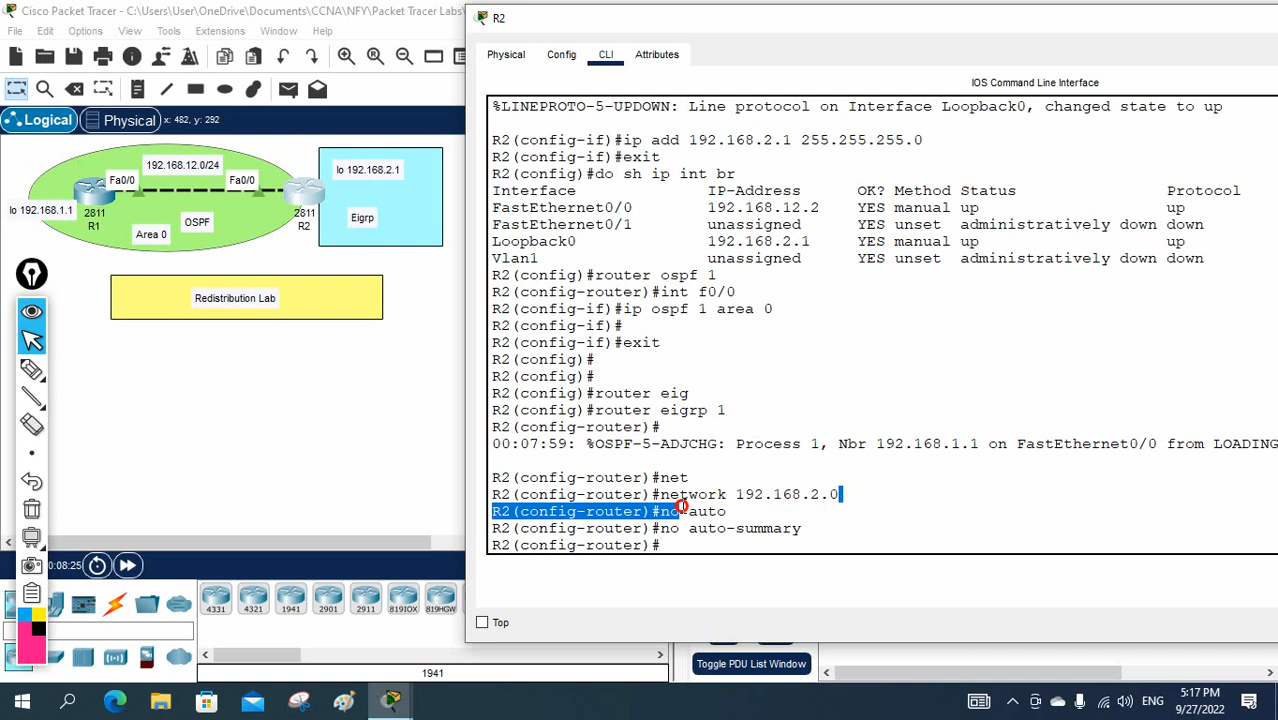 Cisco Packet Tracer - C:\Users\User\OneDrive\Documents\CCNA\NFY\Packet Tracer Labs\
File Edit Options View Tools Extensions Window Help
Logical Physical x: 482, y: 292
192.168.12.0/24
Fa0/0 Fa0/0
lo 192.168.2.1
lo 192.168.1.1
2811
R1
2811
R2
OSPF
Eigrp
Area 0
Redistribution Lab
08:25
4331 4321 1941 2901 2911 819IOX 819HGW
1941
R2
Physical Config CLI Attributes
IOS Command Line Interface
%LINEPROTO-5-UPDOWN: Line protocol on Interface Loopback0, changed state to up
R2(config-if)#ip add 192.168.2.1 255.255.255.0
R2(config-if)#exit
R2(config)#do sh ip int br
Interface IP-Address OK? Method Status Protocol
FastEthernet0/0 192.168.12.2 YES manual up up
FastEthernet0/1 unassigned YES unset administratively down down
Loopback0 192.168.2.1 YES manual up up
Vlan1 unassigned YES unset administratively down down
R2(config)#router ospf 1
R2(config-router)#int f0/0
R2(config-if)#ip ospf 1 area 0
R2(config-if)#
R2(config-if)#exit
R2(config)#
R2(config)#
R2(config)#router eig
R2(config)#router eigrp 1
R2(config-router)#
00:07:59: %OSPF-5-ADJCHG: Process 1, Nbr 192.168.1.1 on FastEthernet0/0 from LOADING
R2(config-router)#net
R2(config-router)#network 192.168.2.0
R2(config-router)#no auto
R2(config-router)#no auto-summary
R2(config-router)#
Top
Toggle PDU List Window
ENG
5:17 PM
9/27/2022